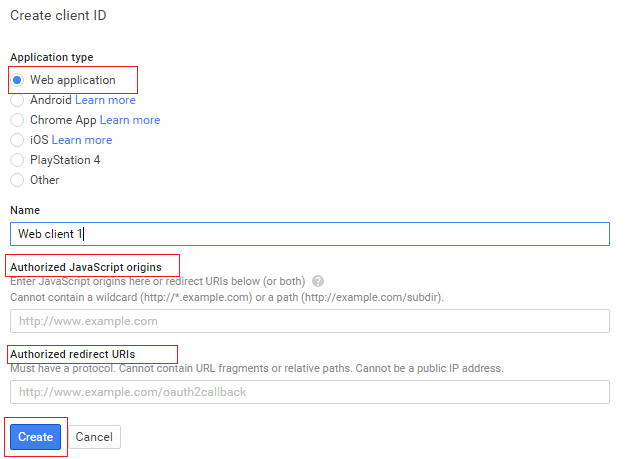 Create client ID
Application type
Web application
Android Learn more
Chrome App Learn more
iOS Learn more
PlayStation 4
Other
Name
Web client 1
Authorized JavaScript origins
Enter JavaScript origins here or redirect URIs below (or both) ?
Cannot contain a wildcard (http://*.example.com) or a path (http://example.com/subdir).
http://www.example.com
Authorized redirect URIs
Must have a protocol. Cannot contain URL fragments or relative paths. Cannot be a public IP address.
http://www.example.com/oauth2callback
Create Cancel